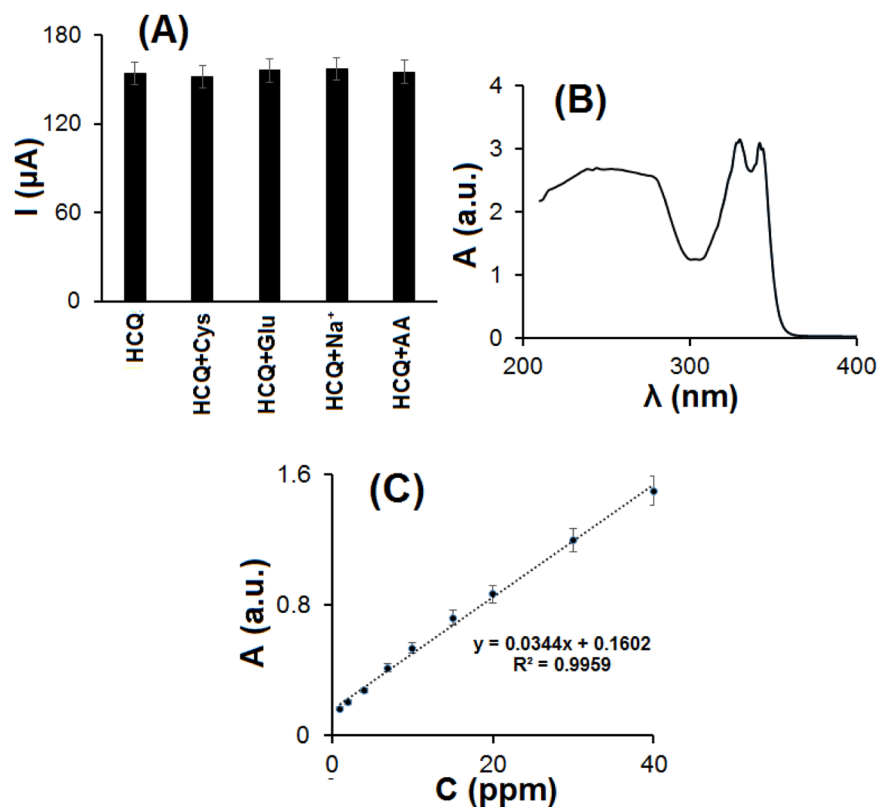 (A)
I (µA)
180
120
60
0
HCQ
HCQ+Cys
HCQ+Glu
HCQ+Na⁺
HCQ+AA
(B)
A (a.u.)
4
3
2
1
0
200
300
400
λ (nm)
(C)
A (a.u.)
1.6
0.8
0
y = 0.0344x + 0.1602
R² = 0.9959
0
20
40
C (ppm)